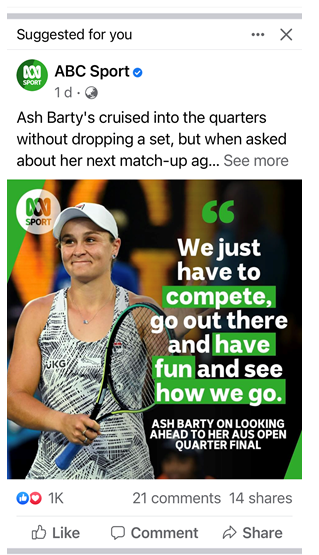 Suggested for you
ABC Sport
1 d ·
Ash Barty's cruised into the quarters
without dropping a set, but when asked
about her next match-up ag... See more
SPORT
SPORT
We just
have to
compete,
go out there
and have
fun and see
how we go.
UKG
ASH BARTY ON LOOKING
AHEAD TO HER AUS OPEN
QUARTER FINAL
1K 21 comments 14 shares
Like Comment Share